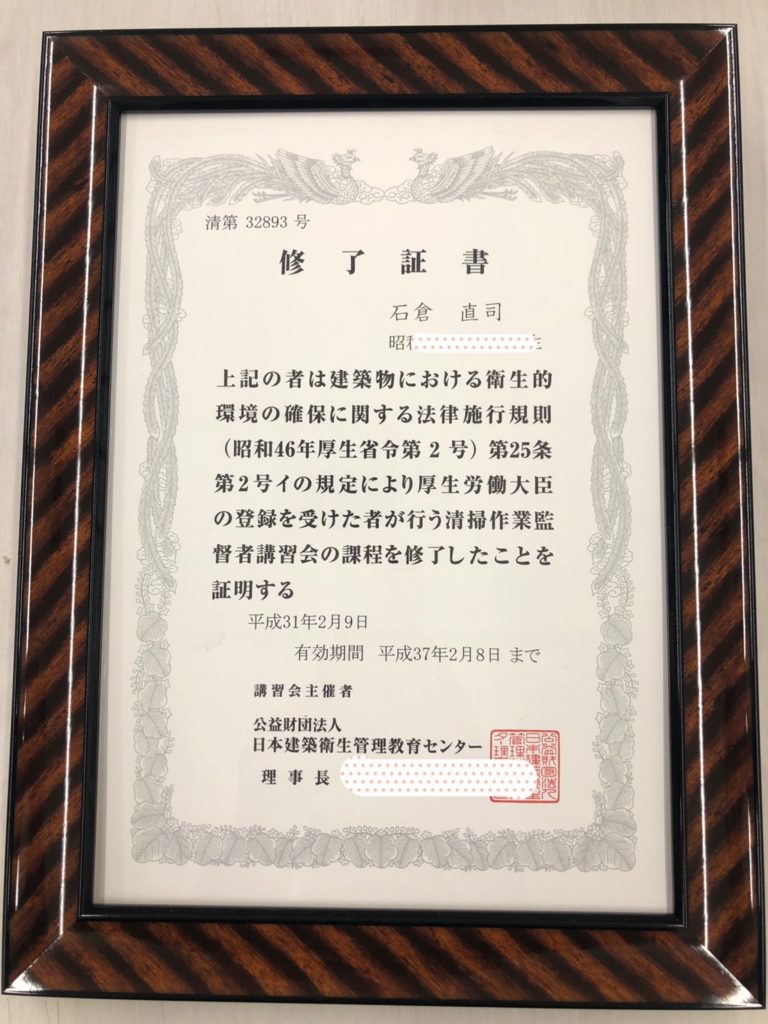 清第 32893 号
修了証書
石倉 直司
昭和
上記の者は建築物における衛生的
環境の確保に関する法律施行規則
（昭和46年厚生省令第２号）第25条
第２号イの規定により厚生労働大臣
の登録を受けた者が行う清掃作業監
督者講習会の課程を修了したことを
証明する
平成31年2月9日
有効期間 平成37年2月8日 まで
講習会主催者
公益財団法人
日本建築衛生管理教育センター
理事長